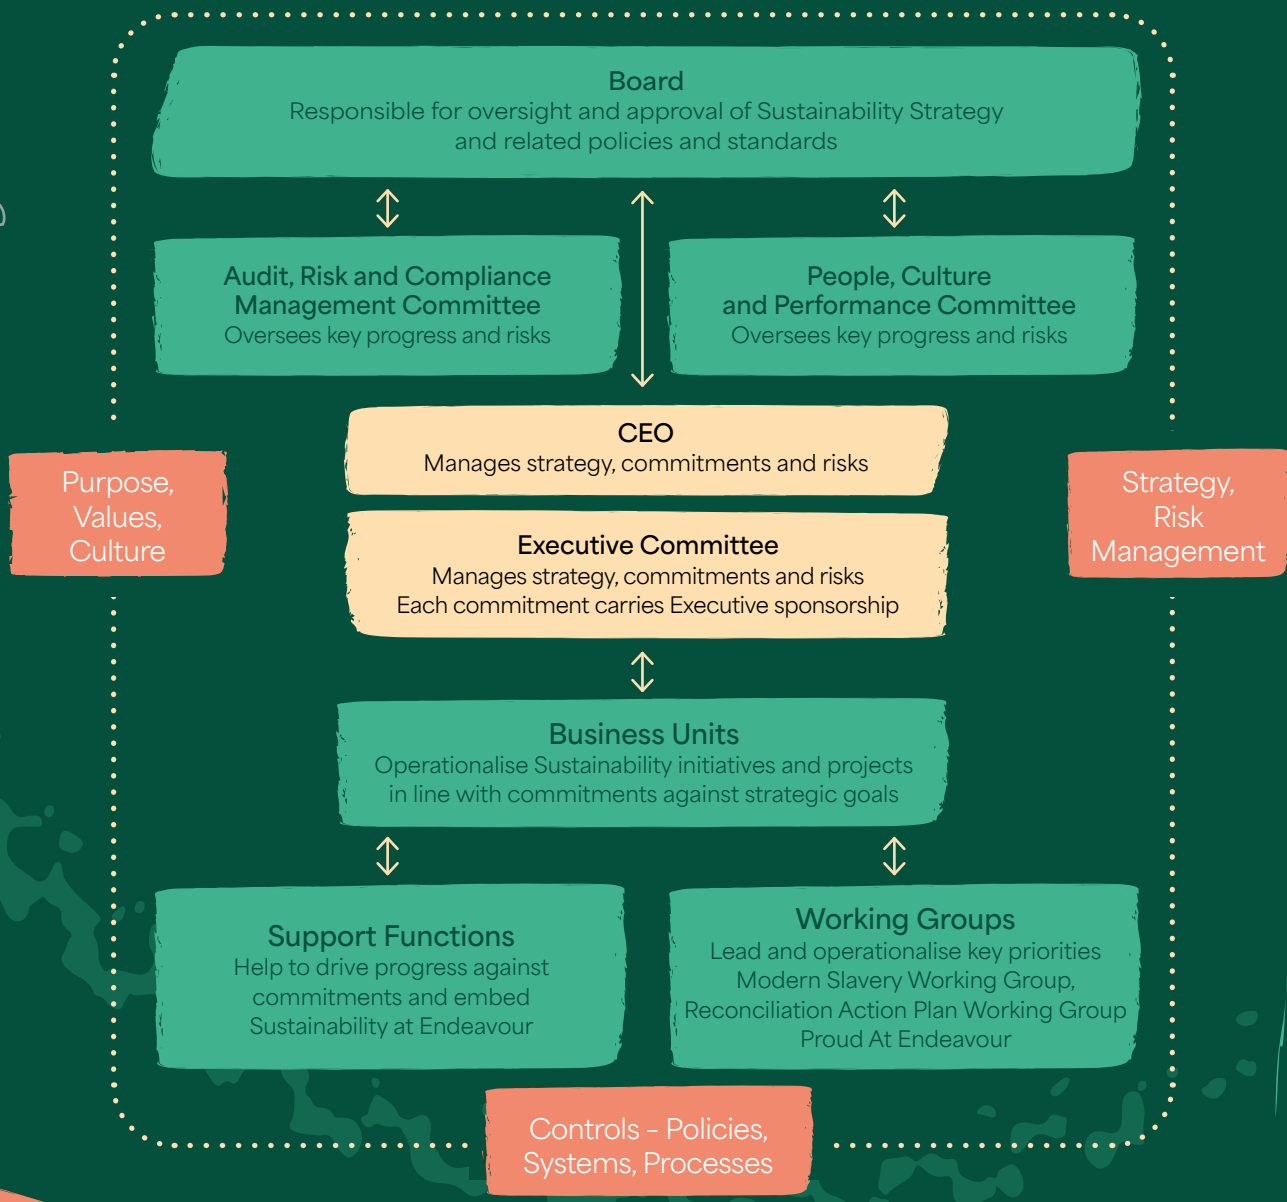 Board
Responsible for oversight and approval of Sustainability Strategy
and related policies and standards
Audit, Risk and Compliance
Management Committee
Oversees key progress and risks
People, Culture
and Performance Committee
Oversees key progress and risks
CEO
Manages strategy, commitments and risks
Purpose,
Values,
Culture
Strategy,
Risk
Management
Executive Committee
Manages strategy, commitments and risks
Each commitment carries Executive sponsorship
Business Units
Operationalise Sustainability initiatives and projects
in line with commitments against strategic goals
Support Functions
Help to drive progress against
commitments and embed
Sustainability at Endeavour
Working Groups
Lead and operationalise key priorities
Modern Slavery Working Group,
Reconciliation Action Plan Working Group
Proud At Endeavour
Controls – Policies,
Systems, Processes